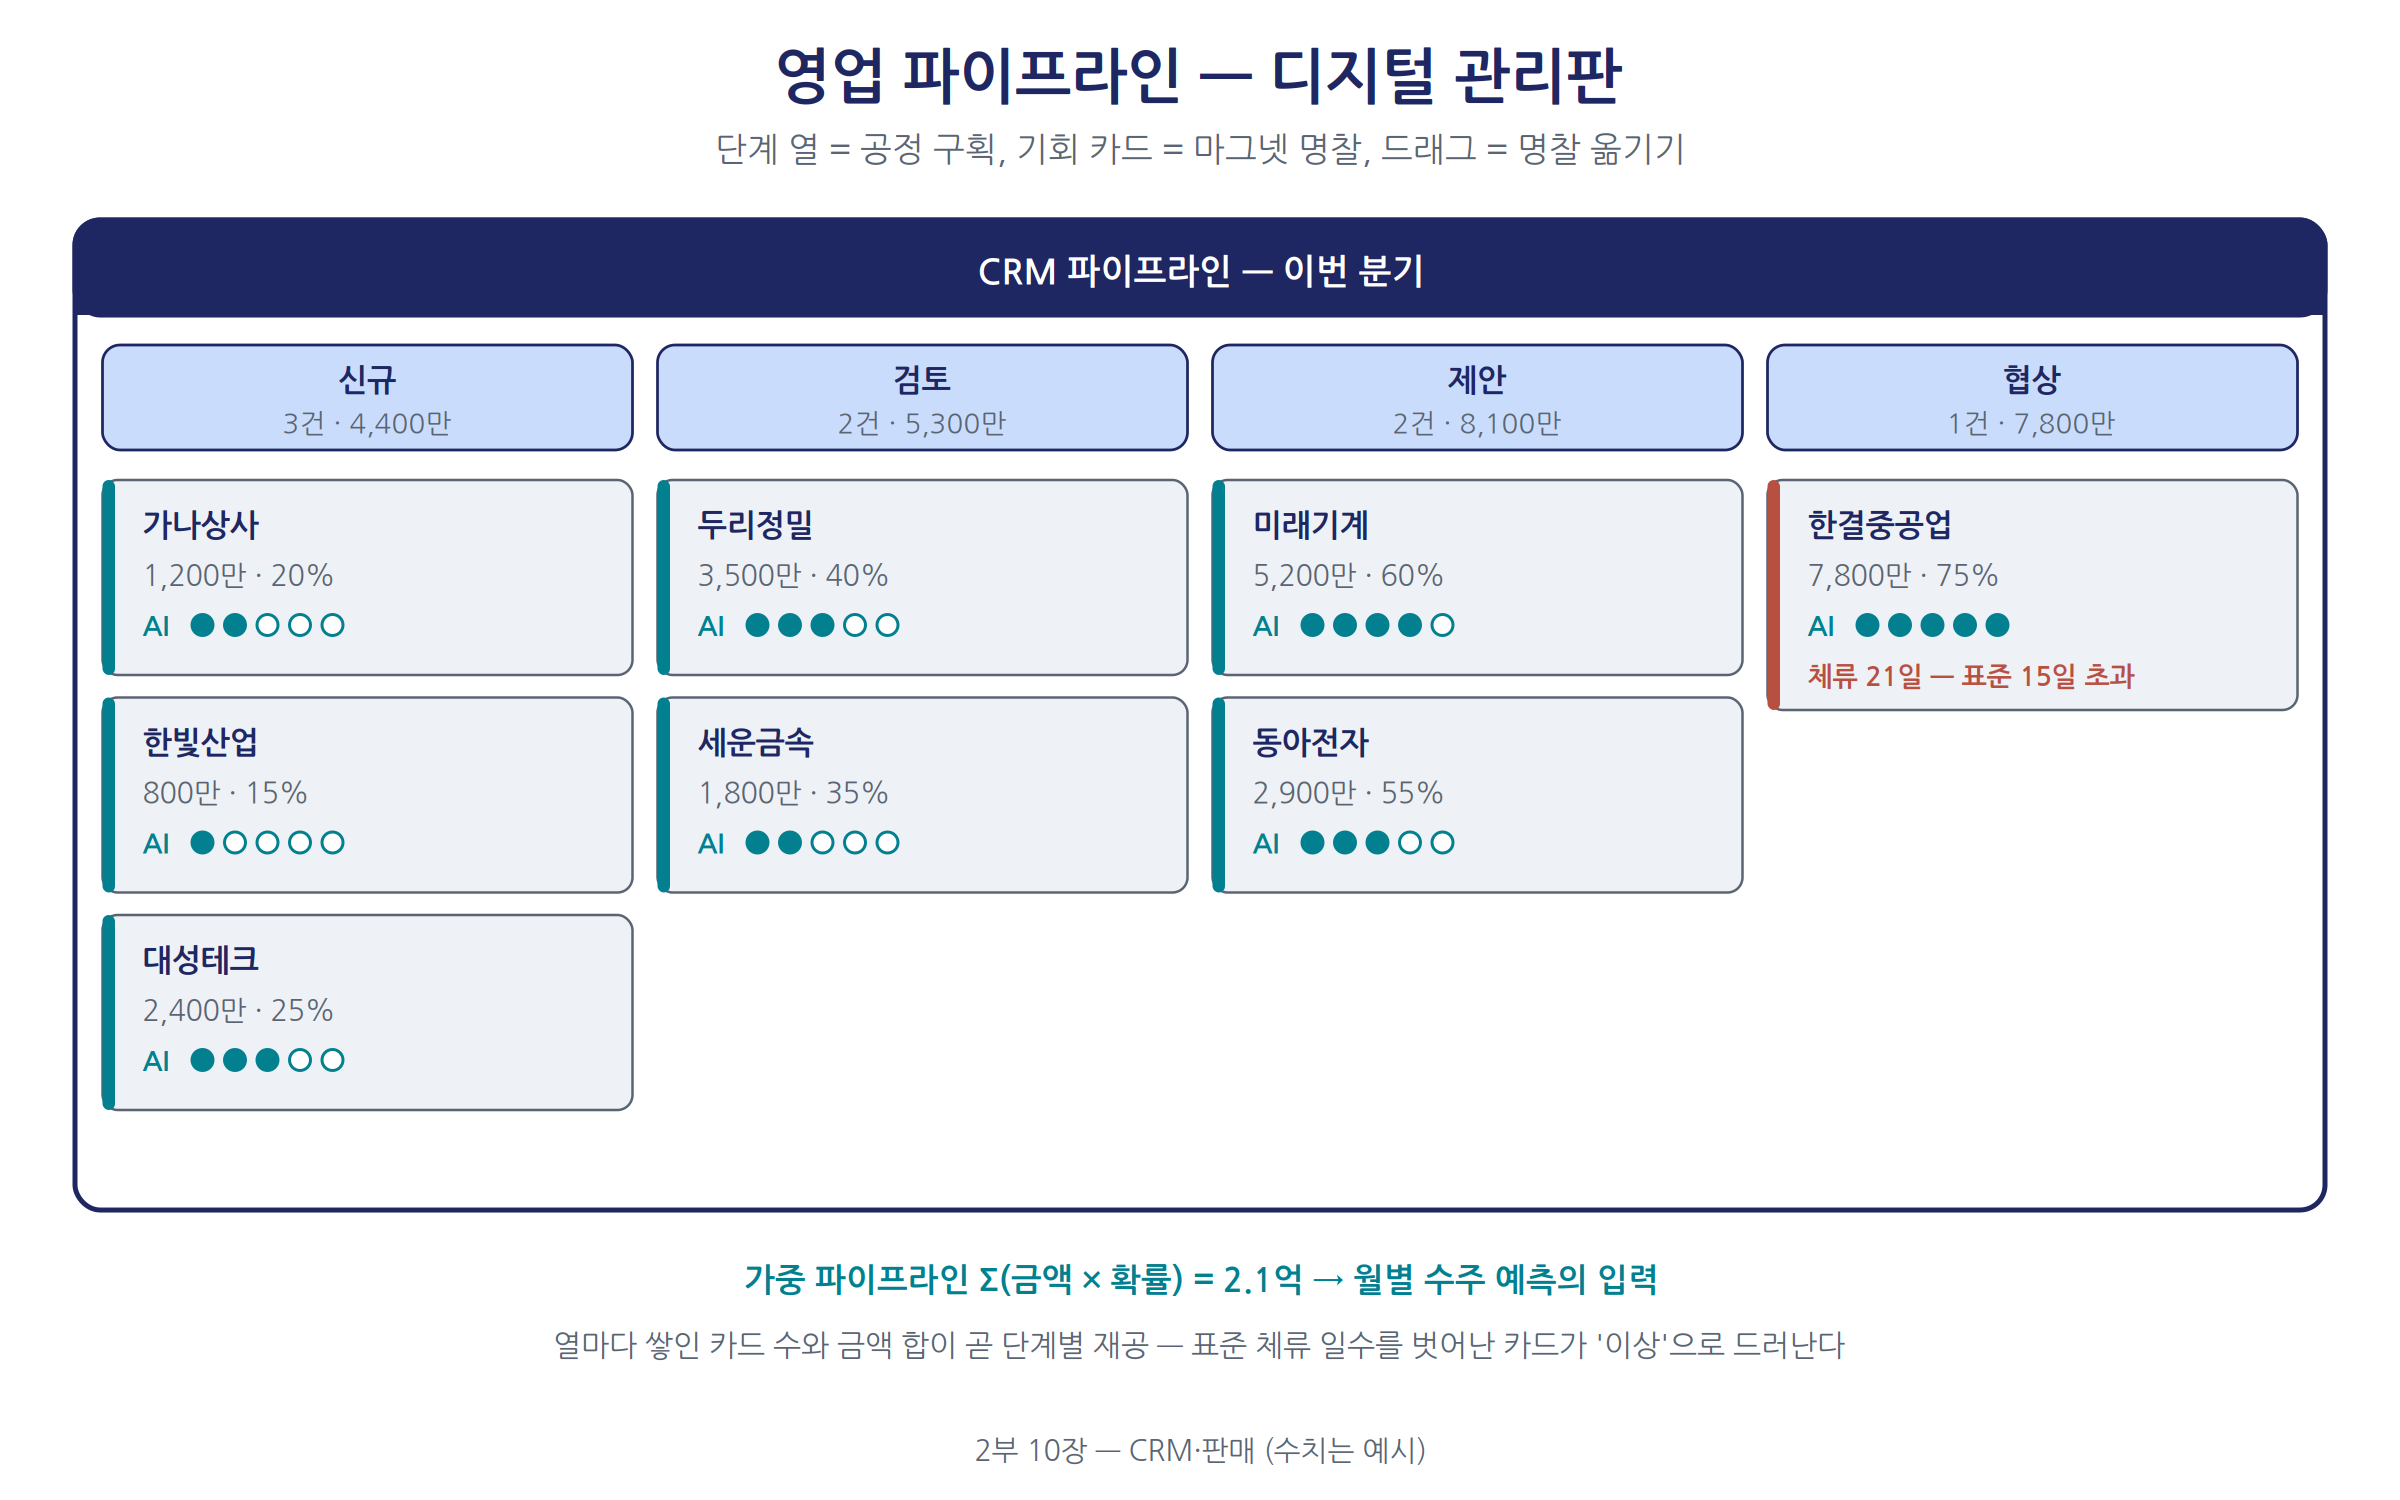 영업 파이프라인 — 디지털 관리판
단계 열 = 공정 구획, 기회 카드 = 마그넷 명찰, 드래그 = 명찰 옮기기
CRM 파이프라인 — 이번 분기
신규
3건 · 4,400만
가나상사
1,200만 · 20%
AI
한빛산업
800만 · 15%
AI
대성테크
2,400만 · 25%
AI
검토
2건 · 5,300만
두리정밀
3,500만 · 40%
AI
세운금속
1,800만 · 35%
AI
제안
2건 · 8,100만
미래기계
5,200만 · 60%
AI
동아전자
2,900만 · 55%
AI
협상
1건 · 7,800만
한결중공업
7,800만 · 75%
AI
체류 21일 — 표준 15일 초과
가중 파이프라인 Σ(금액 × 확률) = 2.1억 → 월별 수주 예측의 입력
열마다 쌓인 카드 수와 금액 합이 곧 단계별 재공 — 표준 체류 일수를 벗어난 카드가 '이상'으로 드러난다
2부 10장 — CRM·판매 (수치는 예시)